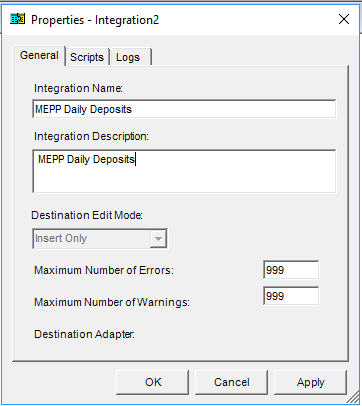 Properties - Integration2
General Scripts Logs
Integration Name:
MEPP Daily Deposits
Integration Description:
MEPP Daily Deposits
Destination Edit Mode:
Insert Only
Maximum Number of Errors: 999
Maximum Number of Warnings: 999
Destination Adapter:
OK Cancel Apply